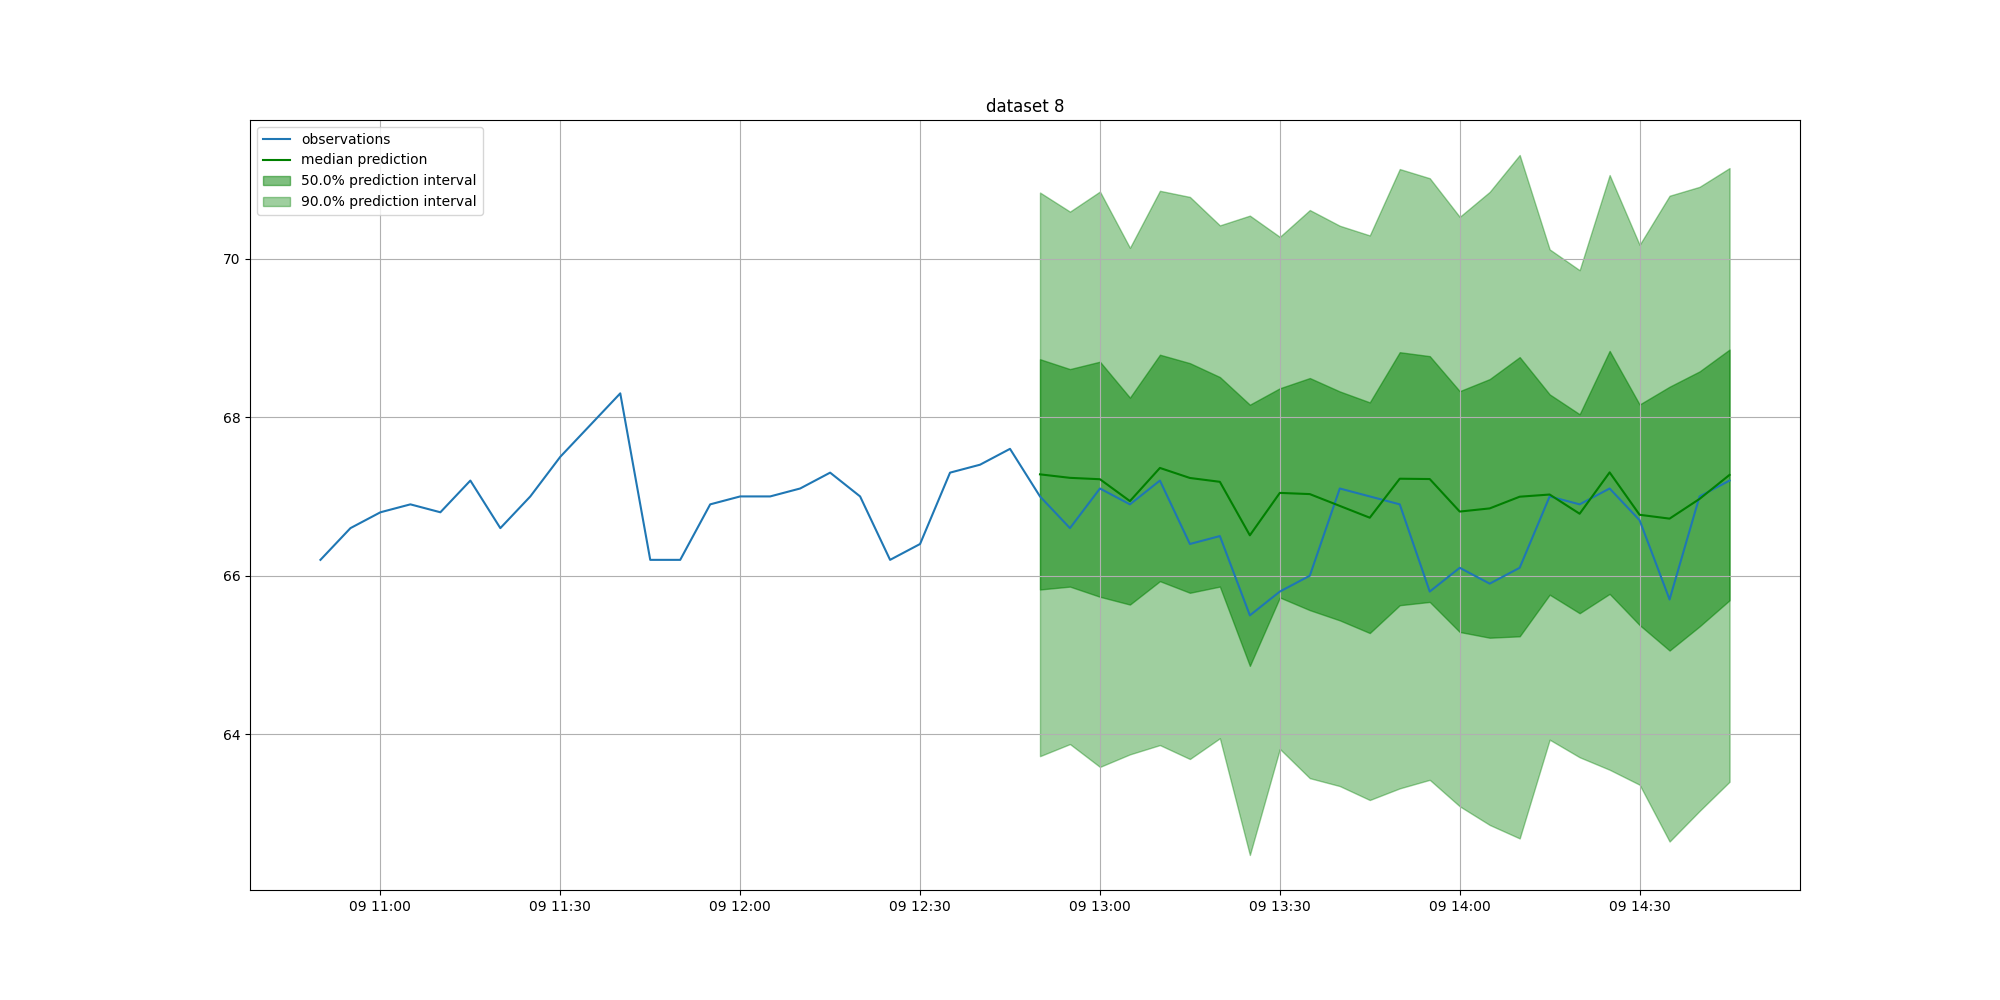 dataset 8
observations
median prediction
50.0% prediction interval
90.0% prediction interval
70
68
66
64
09 11:00 09 11:30 09 12:00 09 12:30 09 13:00 09 13:30 09 14:00 09 14:30